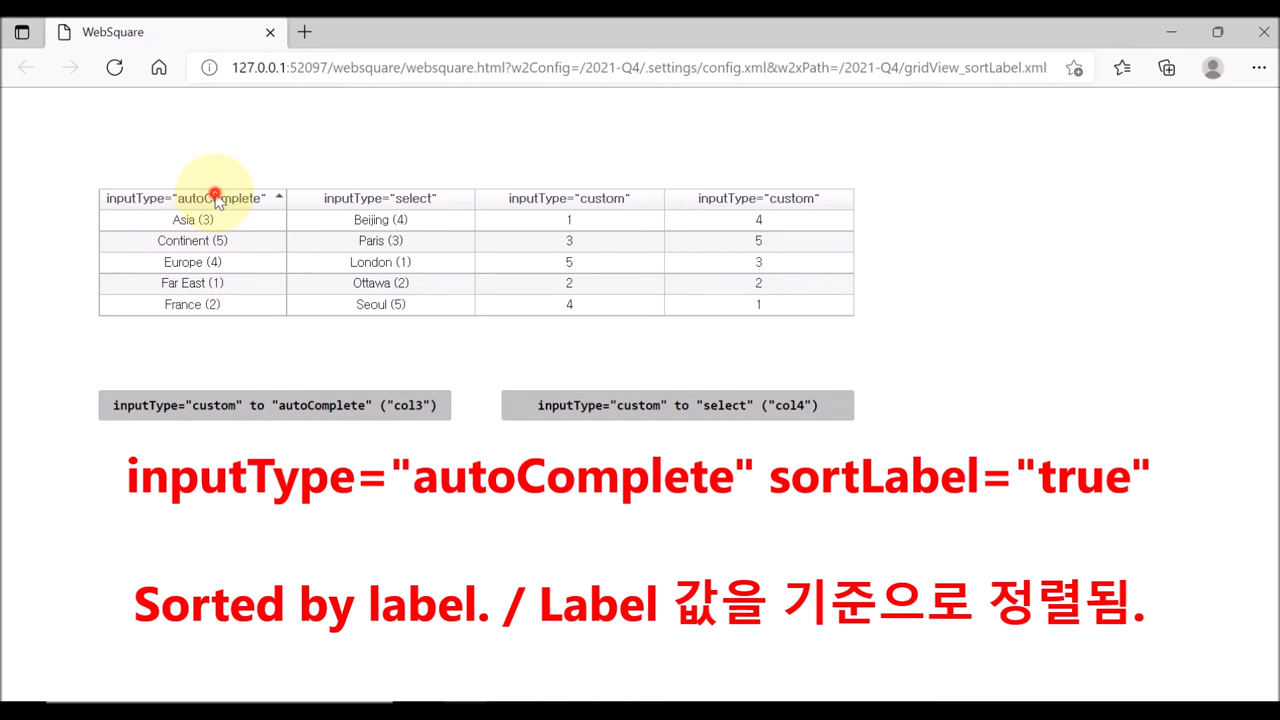 WebSquare
127.0.0.1:52097/websquare/websquare.html?w2Config=/2021-Q4/.settings/config.xml&w2xPath=/2021-Q4/gridView_sortLabel.xml
inputType="autoComplete" inputType="select" inputType="custom" inputType="custom"
Asia (3) Beijing (4) 1 4
Continent (5) Paris (3) 3 5
Europe (4) London (1) 5 3
Far East (1) Ottawa (2) 2 2
France (2) Seoul (5) 4 1
inputType="custom" to "autoComplete" ("col3") inputType="custom" to "select" ("col4")
inputType="autoComplete" sortLabel="true"
Sorted by label. / Label 값을 기준으로 정렬됨.